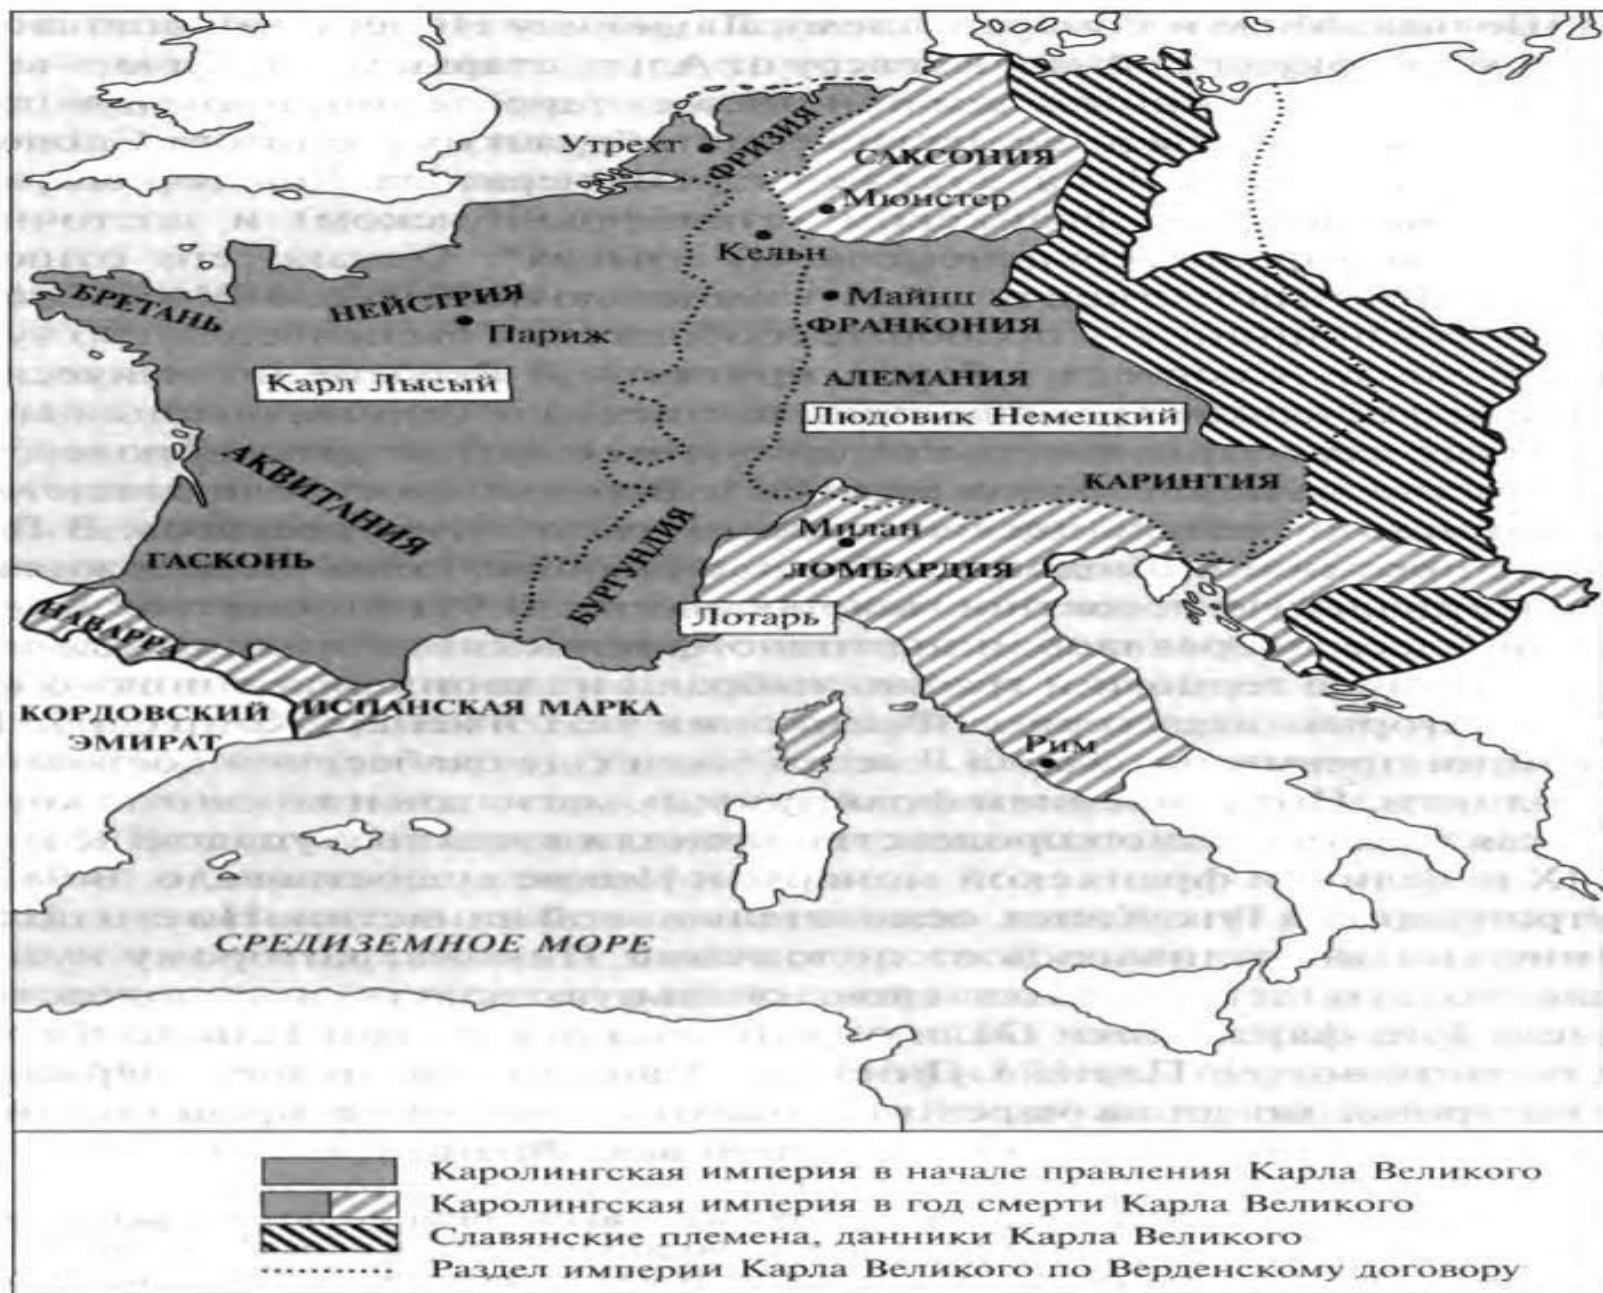 Утрехт
ФРИЗИЯ
САКСОНИЯ
Мюнстер
Кельн
БРЕТАНЬ
НЕЙСТРИЯ
Париж
Майнц
ФРАНКОНИЯ
Карл Лысый
АЛЕМАНИЯ
Людовик Немецкий
АКВИТАНИЯ
КАРИНТИЯ
ГАСКОНЬ
БУРГУНДИЯ
Милан
ЛОМБАРДИЯ
НАВАРРА
Лотарь
КОРДОВСКИЙ
ЭМИРАТ
ИСПАНСКАЯ МАРКА
Рим
СРЕДИЗЕМНОЕ МОРЕ
Каролингская империя в начале правления Карла Великого
Каролингская империя в год смерти Карла Великого
Славянские племена, данники Карла Великого
Раздел империи Карла Великого по Верденскому договору